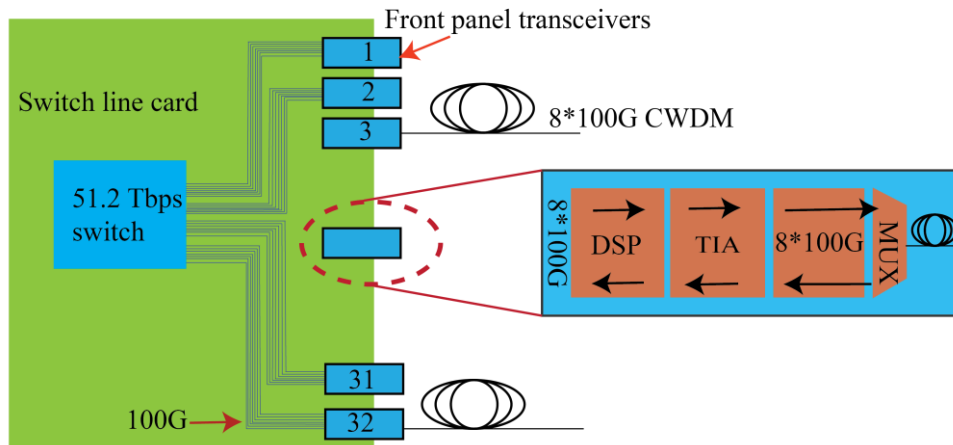 Front panel transceivers
1
Switch line card
2
3
8*100G CWDM
51.2 Tbps
switch
8*100G
DSP
TIA
8*100G
MUX
31
32
100G